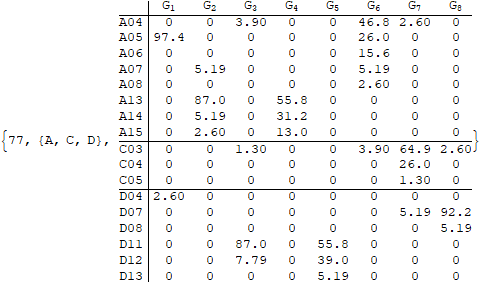 G1 G2 G3 G4 G5 G6 G7 G8
A04 0 0 3.90 0 0 46.8 2.60 0
A05 97.4 0 0 0 0 26.0 0 0
A06 0 0 0 0 0 15.6 0 0
A07 0 5.19 0 0 0 5.19 0 0
A08 0 0 0 0 0 2.60 0 0
A13 0 87.0 0 55.8 0 0 0 0
A14 0 5.19 0 31.2 0 0 0 0
A15 0 2.60 0 13.0 0 0 0 0
{77, {A, C, D}, C03 0 0 1.30 0 0 3.90 64.9 2.60 }
C04 0 0 0 0 0 0 26.0 0
C05 0 0 0 0 0 0 1.30 0
D04 2.60 0 0 0 0 0 0 0
D07 0 0 0 0 0 0 5.19 92.2
D08 0 0 0 0 0 0 0 5.19
D11 0 0 87.0 0 55.8 0 0 0
D12 0 0 7.79 0 39.0 0 0 0
D13 0 0 0 0 5.19 0 0 0